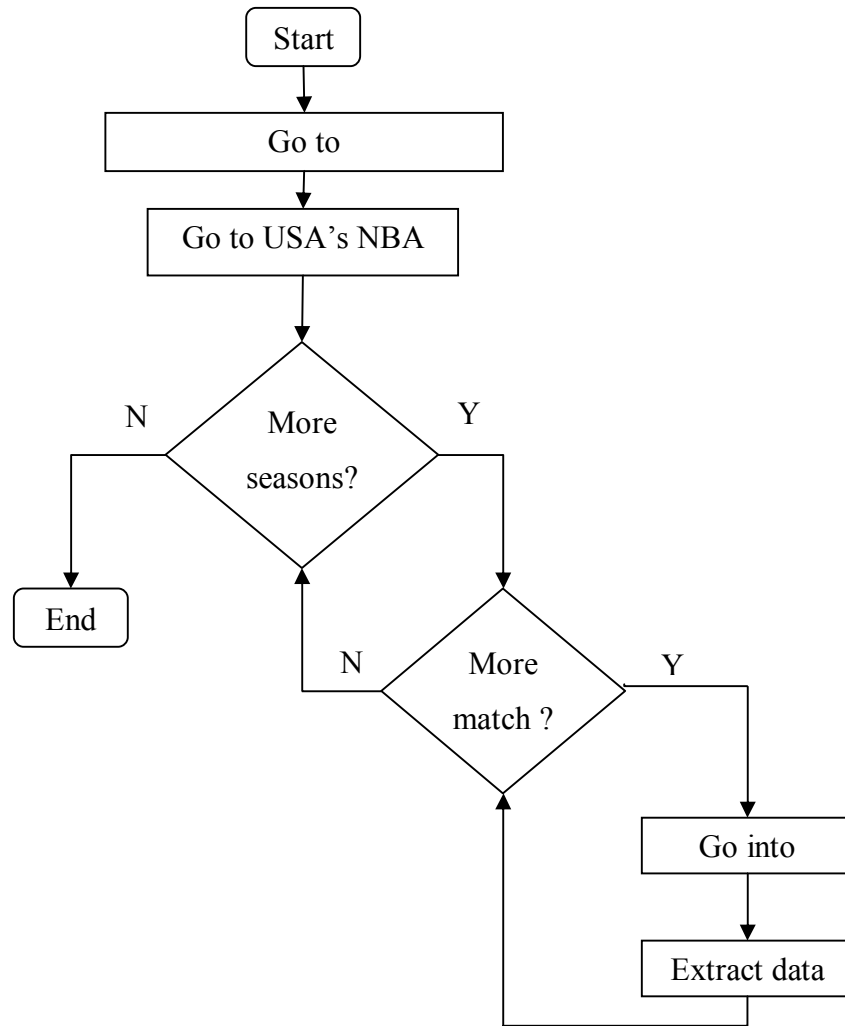 Start
Go to
Go to USA’s NBA
N
Y
More
seasons?
End
N
More
Y
match ?
Go into
Extract data